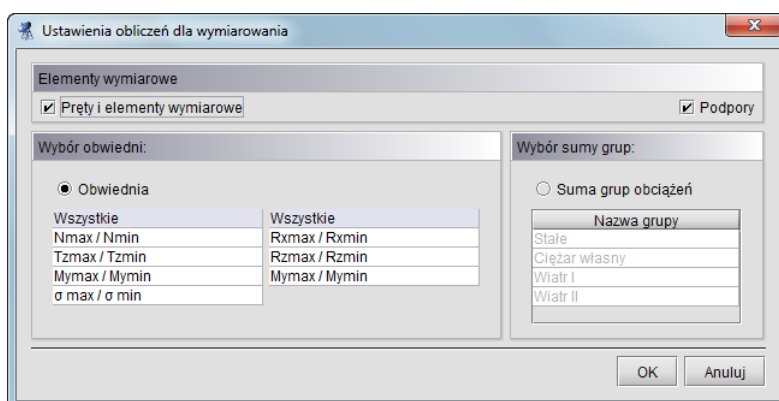 Ustawienia obliczeń dla wymiarowania
Elementy wymiarowe
Pręty i elementy wymiarowe
Podpory
Wybór obwiedni:
Obwiednia
Wszystkie Wszystkie
Nmax / Nmin Rxmax / Rxmin
Tzmax / Tzmin Rzmax / Rzmin
Mymax / Mymin Mymax / Mymin
σ max / σ min
Wybór sumy grup:
Suma grup obciążeń
Nazwa grupy
Stałe
Ciężar własny
Wiatr I
Wiatr II
OK Anuluj